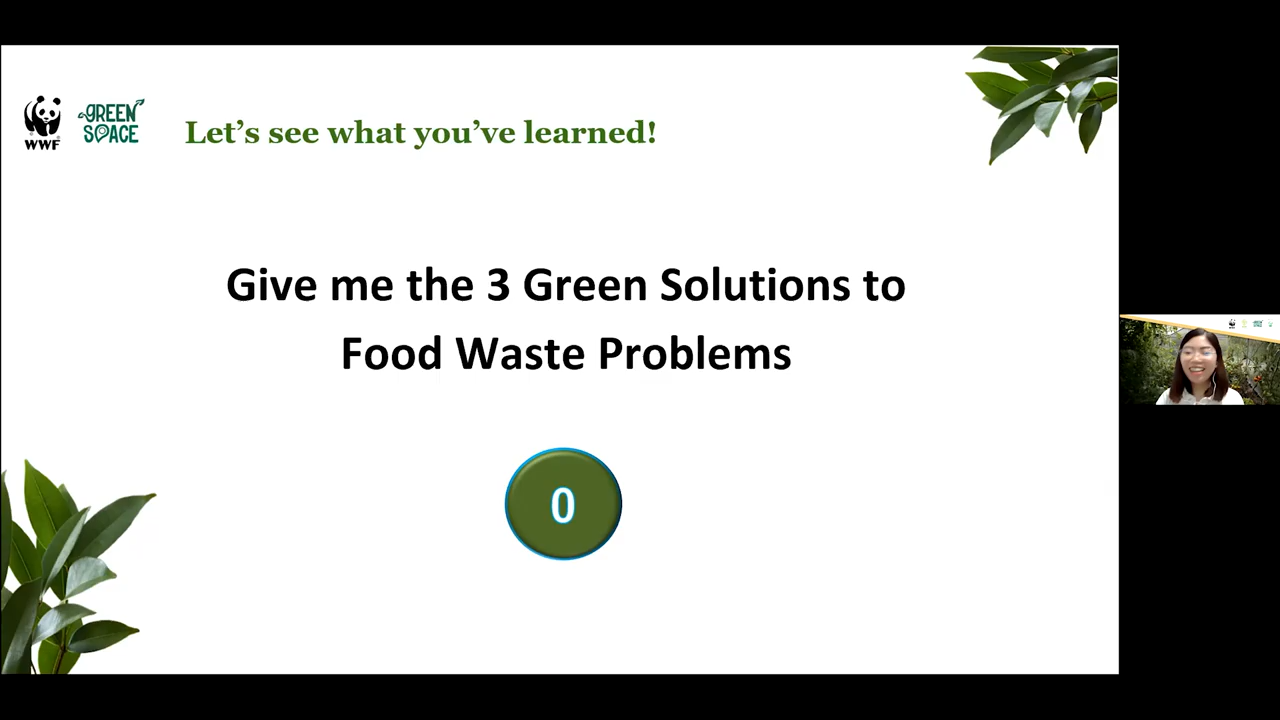 WWF
GREEN
SPACE
Let's see what you've learned!
Give me the 3 Green Solutions to
Food Waste Problems
0